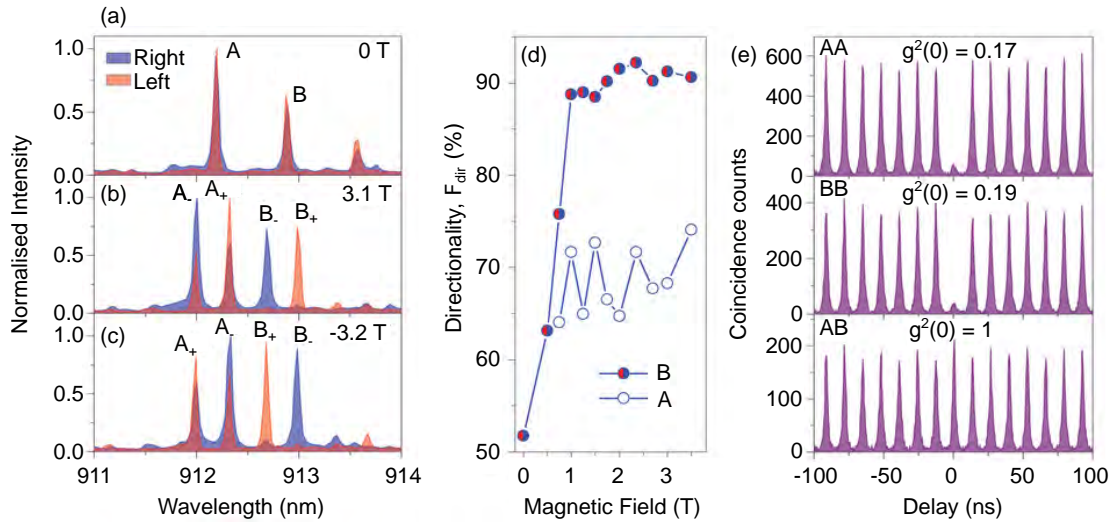 (a)
1.0
0.5
0.0
Right
Left
A
B
0 T
(b)
1.0
0.5
0.0
A-
A+
B-
B+
3.1 T
(c)
1.0
0.5
0.0
A+
A-
B+
B-
-3.2 T
911 912 913 914
Wavelength (nm)
Normalised Intensity
(d)
90
80
70
60
50
B
A
0 1 2 3
Magnetic Field (T)
Directionality, Fdir (%)
(e)
600
400
200
0
AA
g2(0) = 0.17
400
200
0
BB
g2(0) = 0.19
200
100
0
AB
g2(0) = 1
-100 -50 0 50 100
Delay (ns)
Coincidence counts